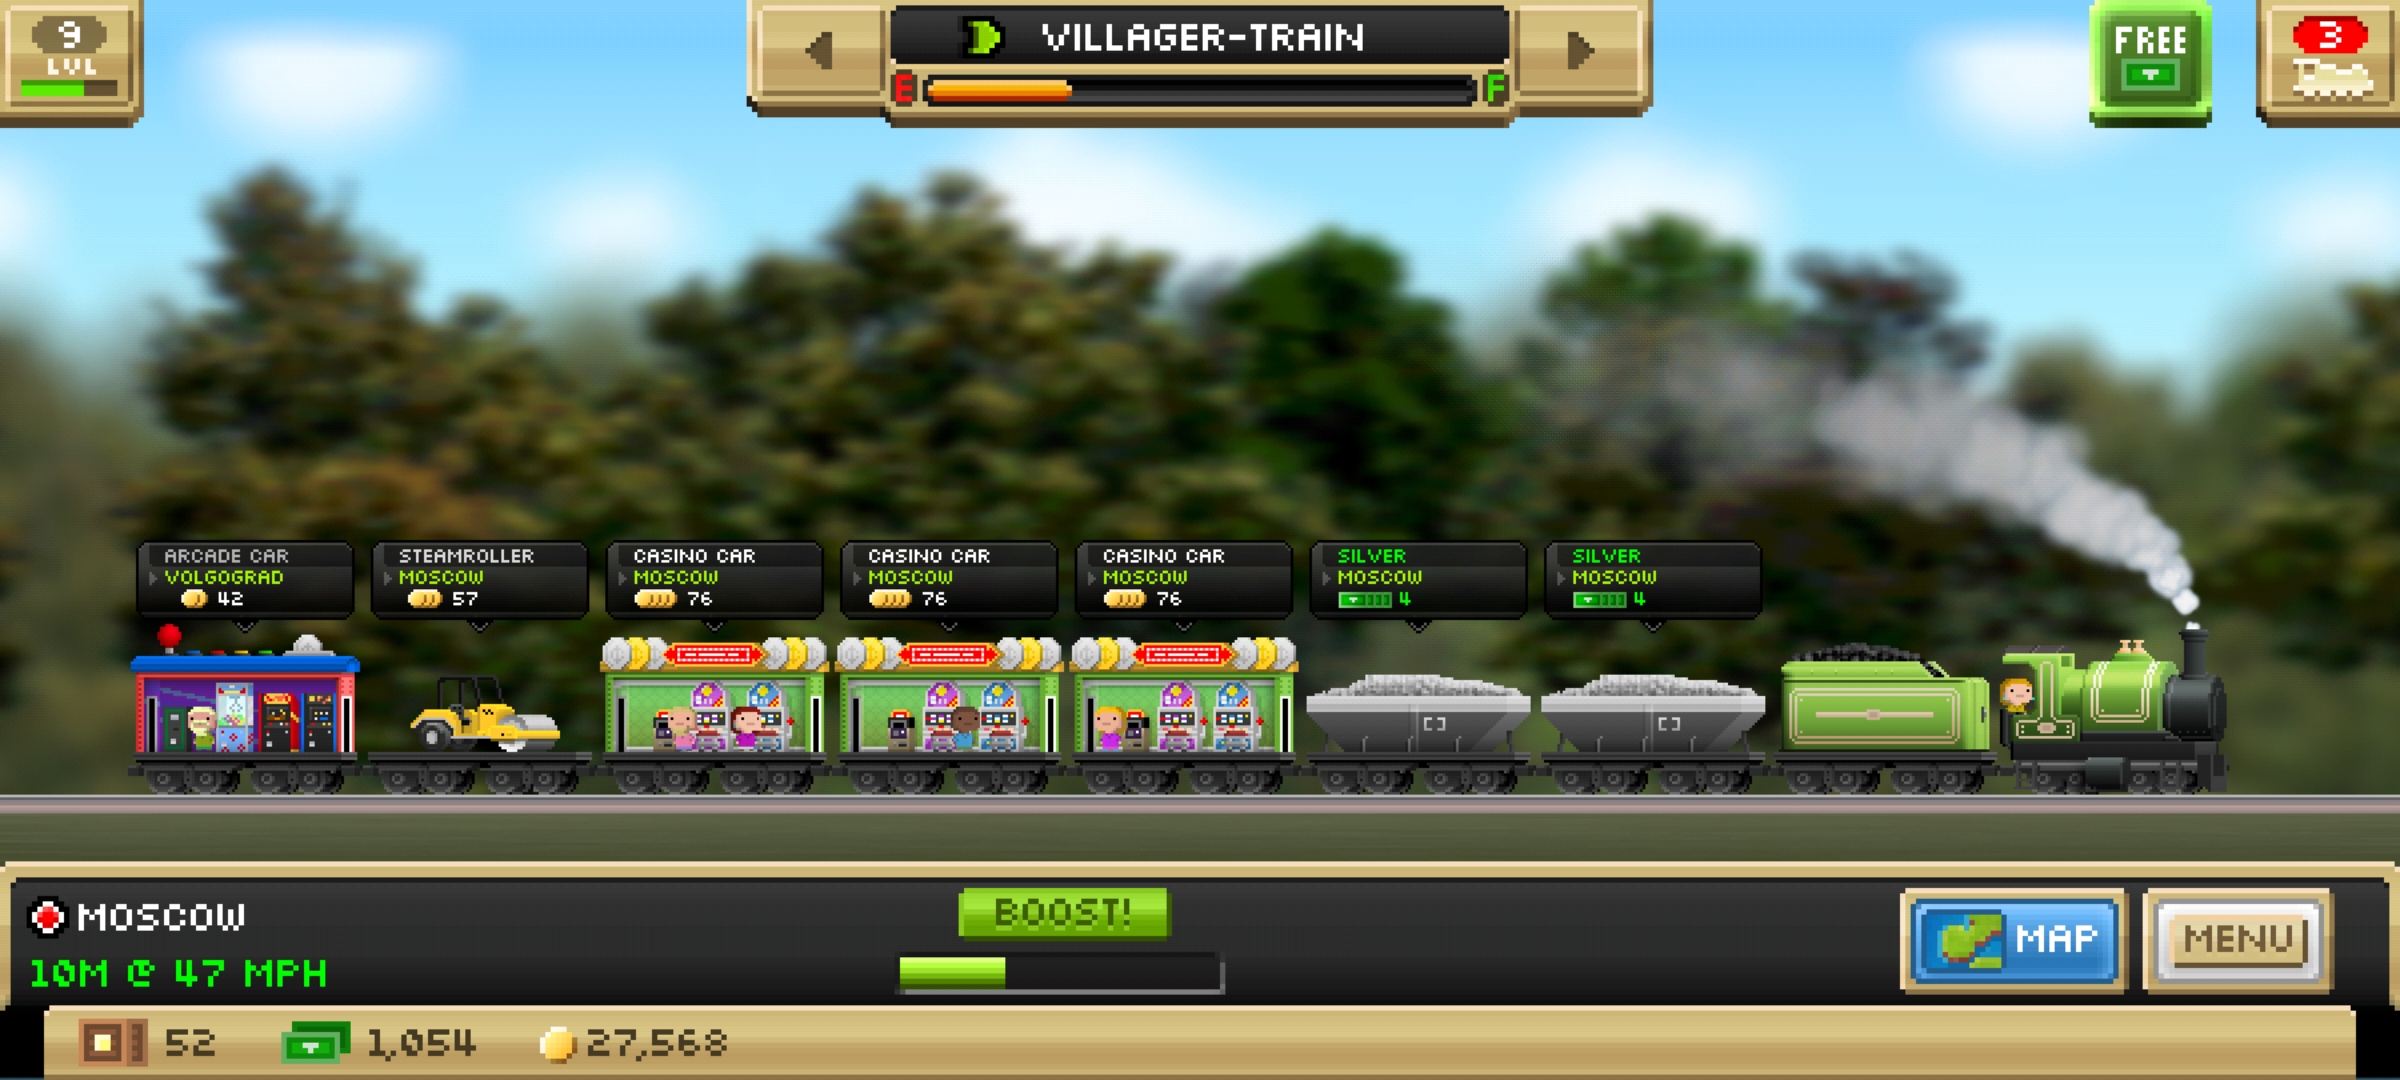 9
LVL
VILLAGER-TRAIN
E F
FREE
3
ARCADE CAR
VOLGOGRAD
42
STEAMROLLER
MOSCOW
57
CASINO CAR
MOSCOW
76
CASINO CAR
MOSCOW
76
CASINO CAR
MOSCOW
76
SILVER
MOSCOW
4
SILVER
MOSCOW
4
MOSCOW
10M @ 47 MPH
BOOST!
MAP
MENU
52
1,054
27,568